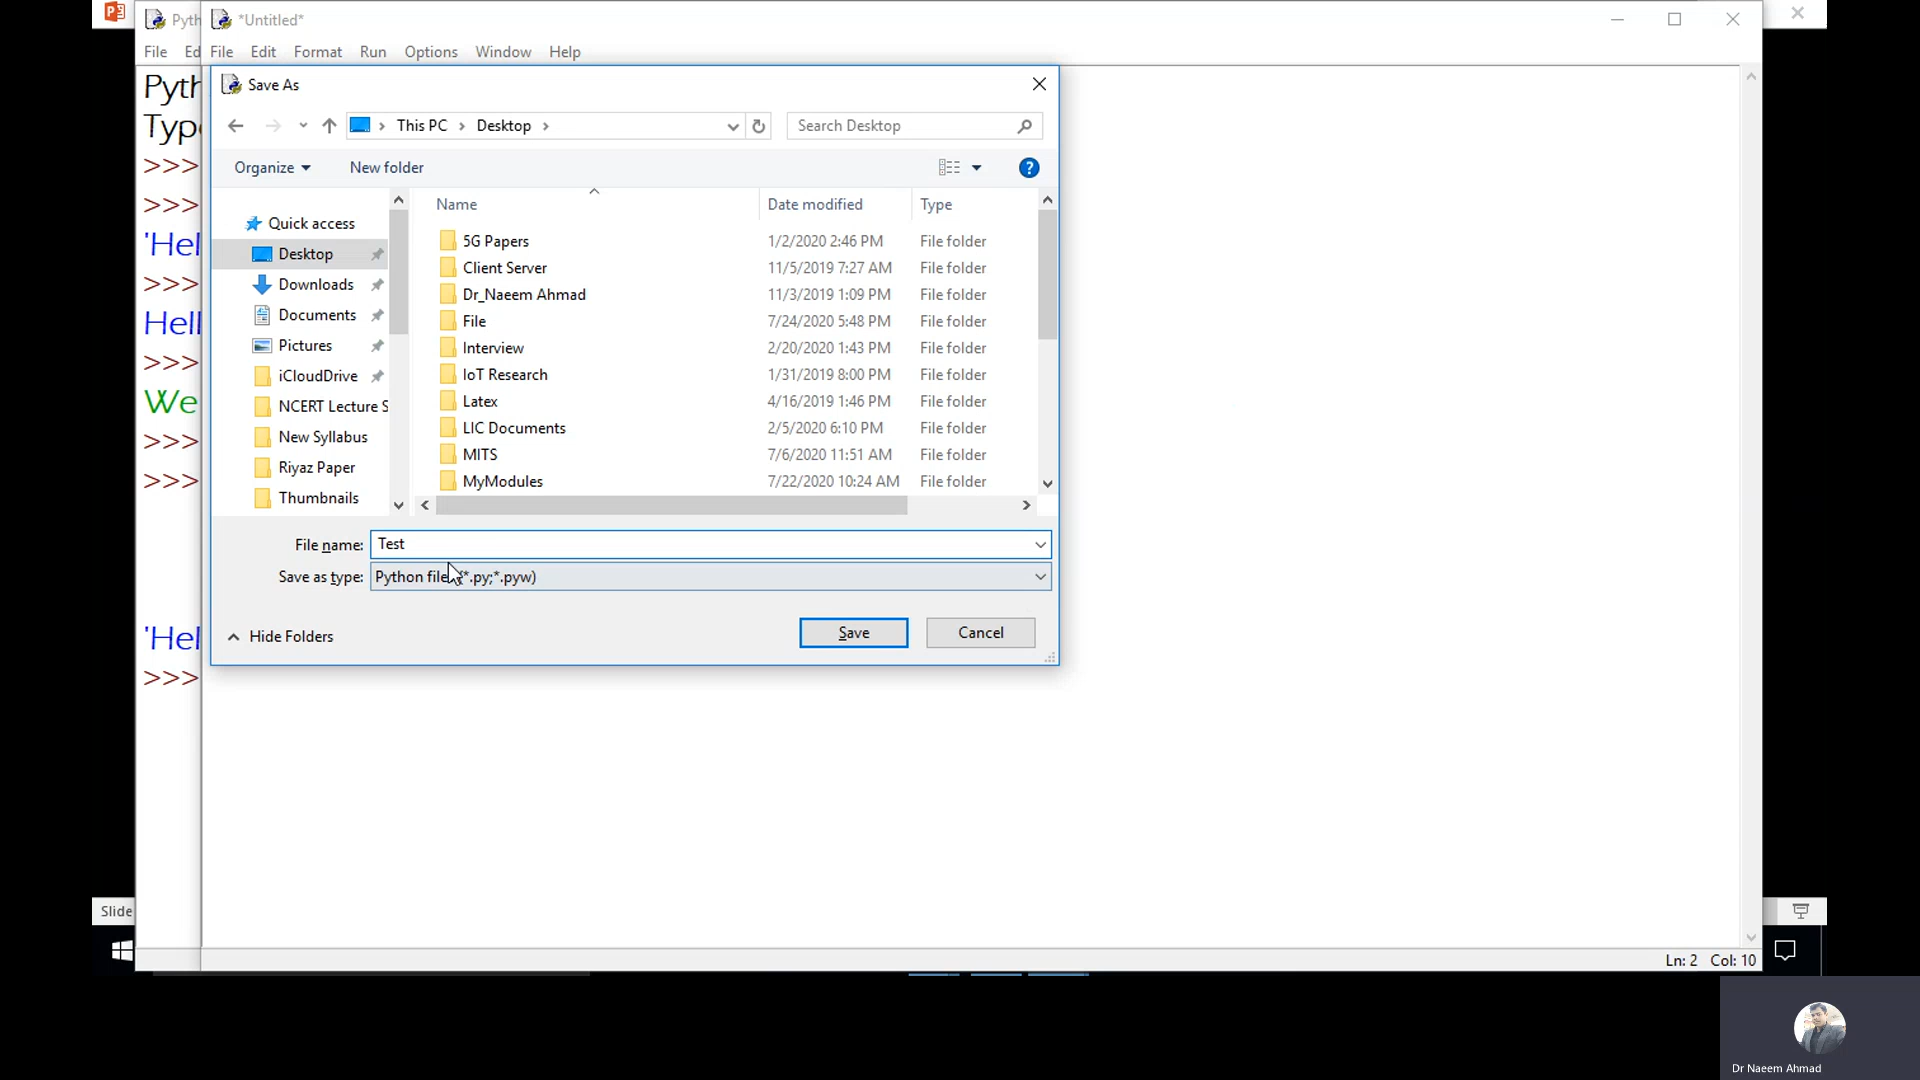 Pyth
*Untitled*
File Ed
File Edit Format Run Options Window Help
Pyth
Type
>>>
>>>
'Hel
>>>
Hell
>>>
We
>>>
>>>
'Hel
>>>
Save As
This PC > Desktop >
Search Desktop
Organize
New folder
?
Quick access
Desktop
Downloads
Documents
Pictures
iCloudDrive
NCERT Lecture S
New Syllabus
Riyaz Paper
Thumbnails
Name Date modified Type
5G Papers 1/2/2020 2:46 PM File folder
Client Server 11/5/2019 7:27 AM File folder
Dr_Naeem Ahmad 11/3/2019 1:09 PM File folder
File 7/24/2020 5:48 PM File folder
Interview 2/20/2020 1:43 PM File folder
IoT Research 1/31/2019 8:00 PM File folder
Latex 4/16/2019 1:46 PM File folder
LIC Documents 2/5/2020 6:10 PM File folder
MITS 7/6/2020 11:51 AM File folder
MyModules 7/22/2020 10:24 AM File folder
File name: Test
Save as type: Python file (*.py;*.pyw)
Hide Folders
Save
Cancel
Slide
Ln: 2 Col: 10
Dr Naeem Ahmad